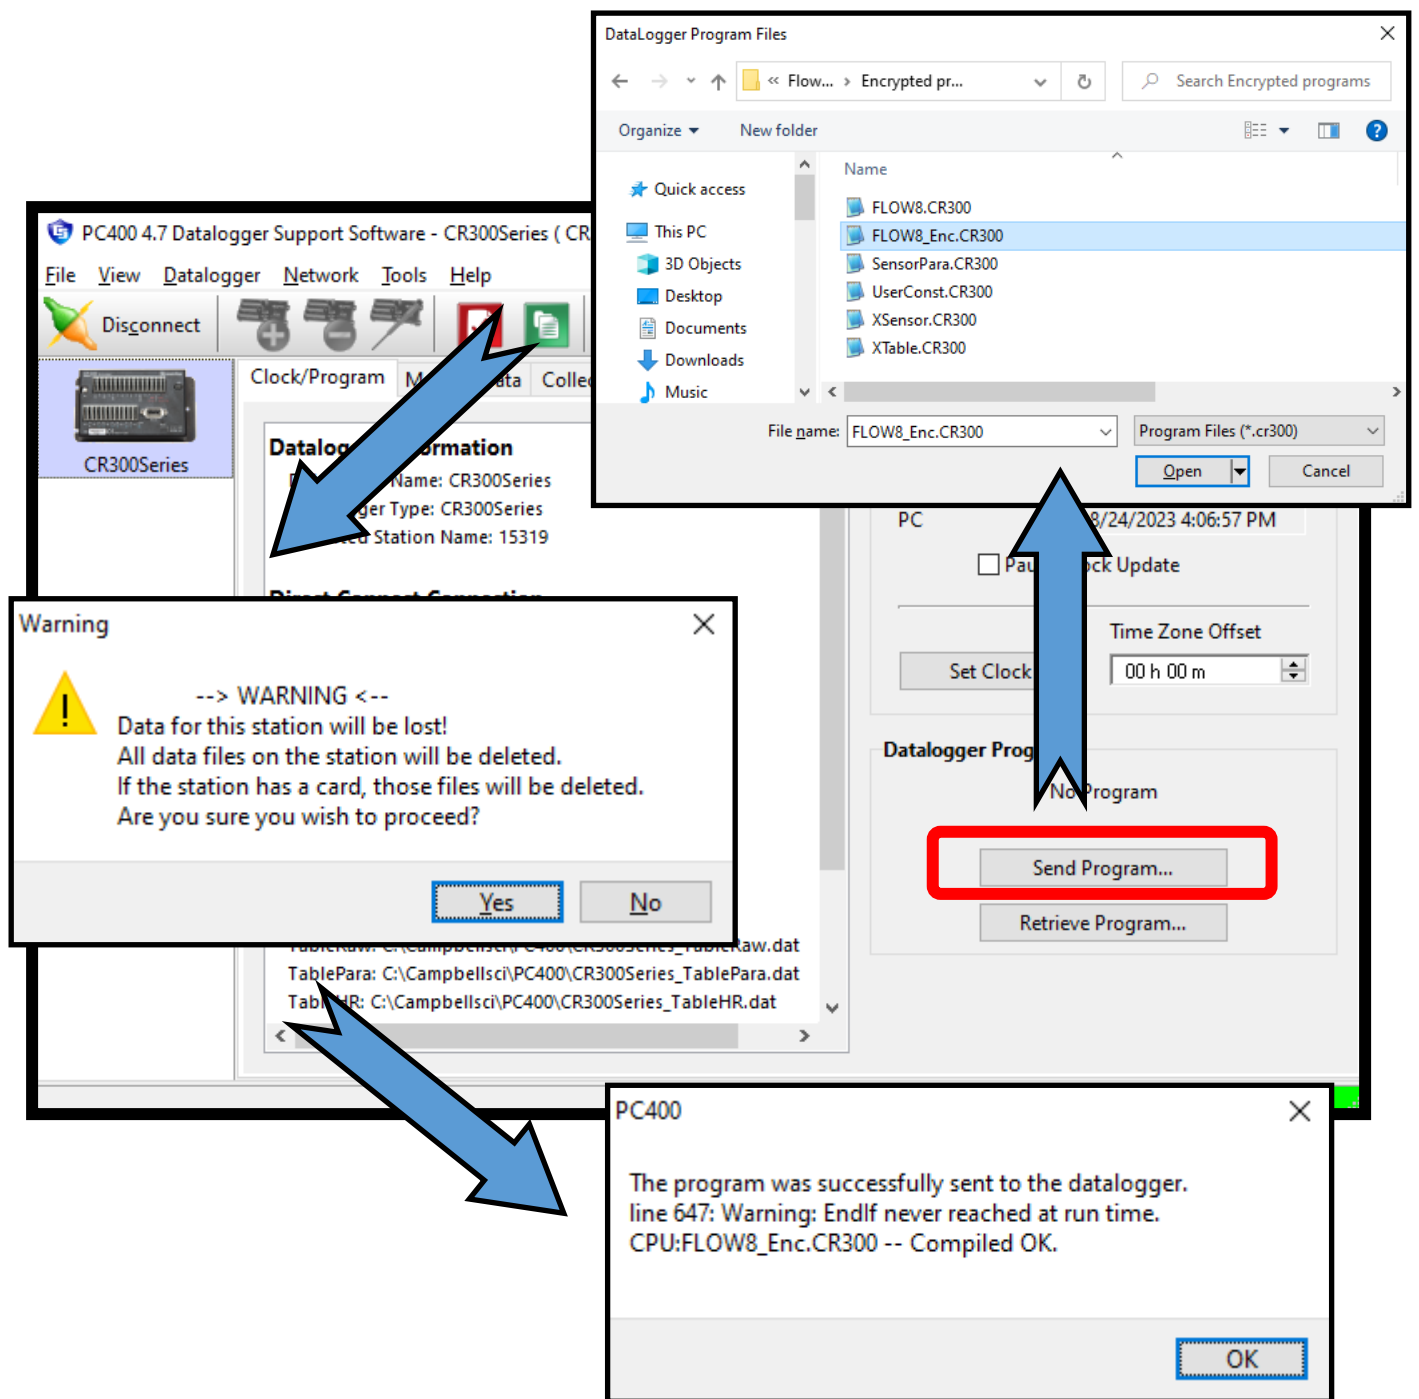 DataLogger Program Files
« Flow... › Encrypted pr...
Search Encrypted programs
Organize
New folder
Quick access
This PC
3D Objects
Desktop
Documents
Downloads
Music
Name
FLOW8.CR300
FLOW8_Enc.CR300
SensorPara.CR300
UserConst.CR300
XSensor.CR300
XTable.CR300
File name: FLOW8_Enc.CR300
Program Files (*.cr300)
Open
Cancel
PC400 4.7 Datalogger Support Software - CR300Series ( CR
File View Datalogger Network Tools Help
Disconnect
CR300Series
Clock/Program
Name: CR300Series
Type: CR300Series
Station Name: 15319
PC
8/24/2023 4:06:57 PM
Update
Time Zone Offset
Set Clock
00 h 00 m
Datalogger
No Program
Send Program...
Retrieve Program...
Warning
--> WARNING <--
Data for this station will be lost!
All data files on the station will be deleted.
If the station has a card, those files will be deleted.
Are you sure you wish to proceed?
Yes
No
TableRaw: C:\Campbellsci\PC400\CR300Series_TableRaw.dat
TablePara: C:\Campbellsci\PC400\CR300Series_TablePara.dat
TableHR: C:\Campbellsci\PC400\CR300Series_TableHR.dat
PC400
The program was successfully sent to the datalogger.
line 647: Warning: EndIf never reached at run time.
CPU:FLOW8_Enc.CR300 -- Compiled OK.
OK